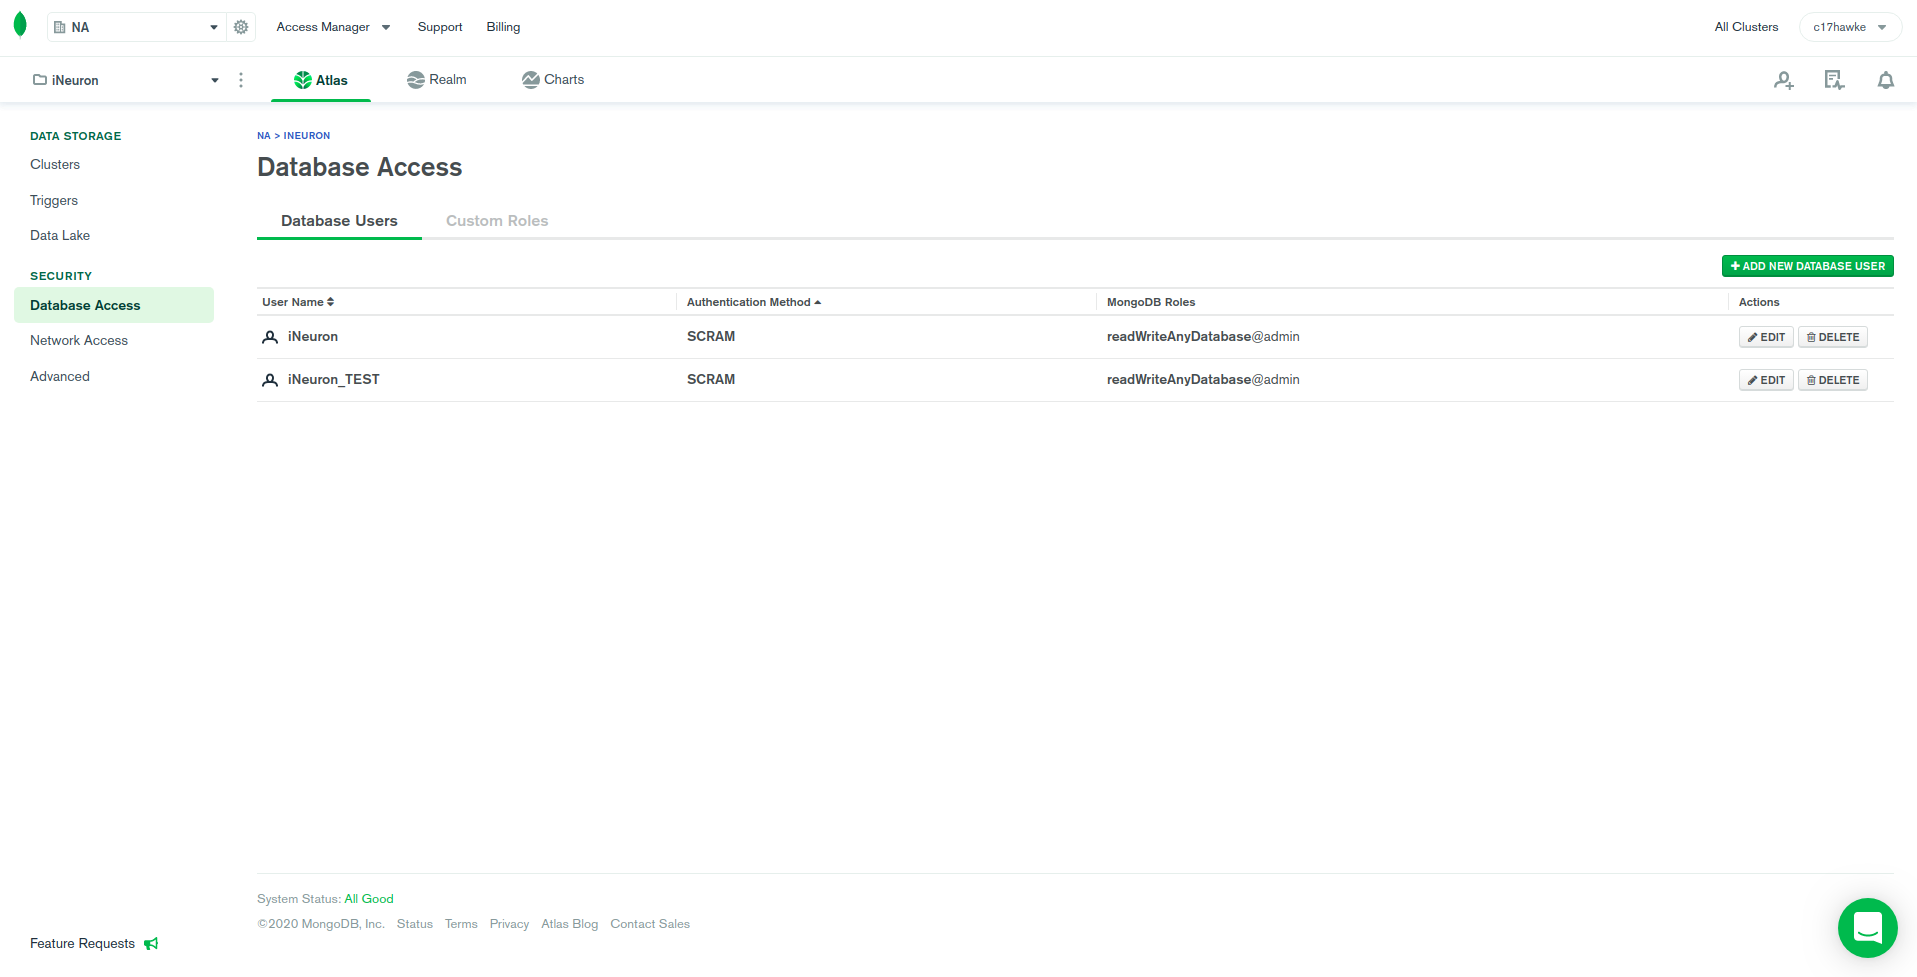 NA Access Manager Support Billing All Clusters c17hawke
iNeuron Atlas Realm Charts
DATA STORAGE
Clusters
Triggers
Data Lake
SECURITY
Database Access
Network Access
Advanced
NA > INEURON
Database Access
Database Users Custom Roles
ADD NEW DATABASE USER
User Name Authentication Method MongoDB Roles Actions
iNeuron SCRAM readWriteAnyDatabase@admin EDIT DELETE
iNeuron_TEST SCRAM readWriteAnyDatabase@admin EDIT DELETE
System Status: All Good
©2020 MongoDB, Inc. Status Terms Privacy Atlas Blog Contact Sales
Feature Requests